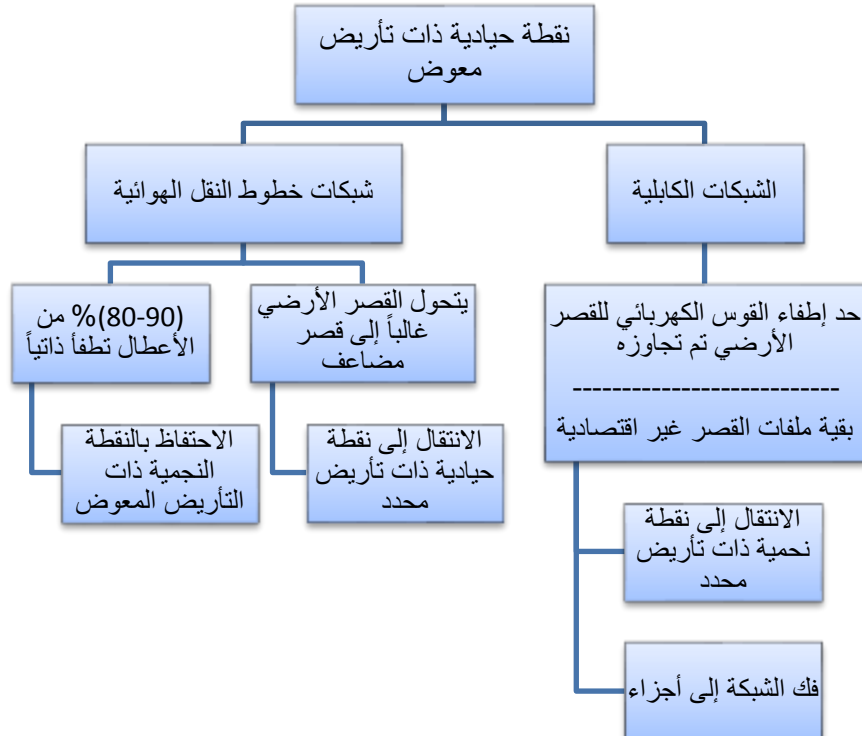 نقطة حيادية ذات تأريض
معوض
الشبكات الكابلية
شبكات خطوط النقل الهوائية
حد إطفاء القوس الكهربائي للقصر
الأرضي تم تجاوزه
---------------------------
بقية ملفات القصر غير اقتصادية
يتحول القصر الأرضي
غالباً إلى قصر
مضاعف
(80-90)% من
الأعطال تطفأ ذاتياً
الانتقال إلى نقطة
نحمية ذات تأريض
محدد
فك الشبكة إلى أجزاء
الانتقال إلى نقطة
حيادية ذات تأريض
محدد
الاحتفاظ بالنقطة
النجمية ذات
التأريض المعوض